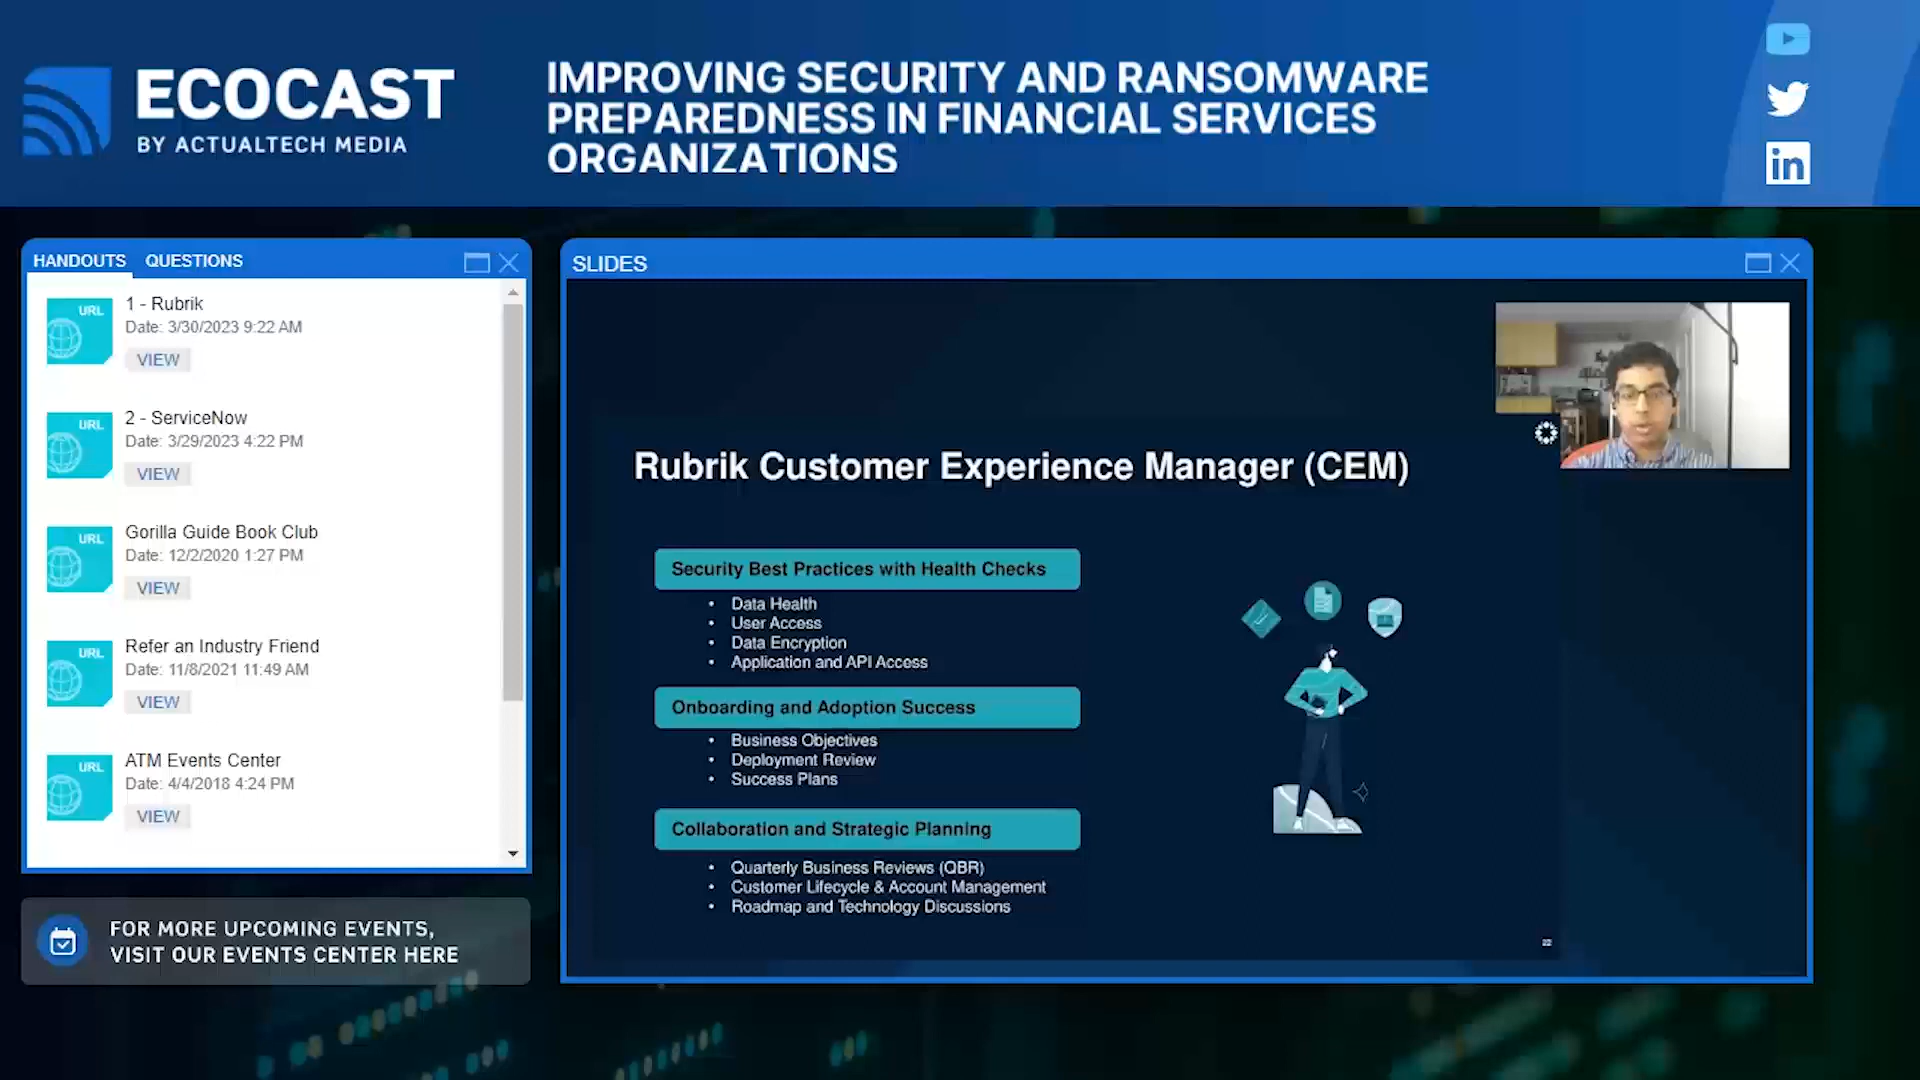 ECOCAST
BY ACTUALTECH MEDIA
IMPROVING SECURITY AND RANSOMWARE
PREPAREDNESS IN FINANCIAL SERVICES
ORGANIZATIONS
in
HANDOUTS QUESTIONS
URL
1 - Rubrik
Date: 3/30/2023 9:22 AM
VIEW
URL
2 - ServiceNow
Date: 3/29/2023 4:22 PM
VIEW
URL
Gorilla Guide Book Club
Date: 12/2/2020 1:27 PM
VIEW
URL
Refer an Industry Friend
Date: 11/8/2021 11:49 AM
VIEW
URL
ATM Events Center
Date: 4/4/2018 4:24 PM
VIEW
FOR MORE UPCOMING EVENTS,
VISIT OUR EVENTS CENTER HERE
SLIDES
Rubrik Customer Experience Manager (CEM)
Security Best Practices with Health Checks
• Data Health
• User Access
• Data Encryption
• Application and API Access
Onboarding and Adoption Success
• Business Objectives
• Deployment Review
• Success Plans
Collaboration and Strategic Planning
• Quarterly Business Reviews (QBR)
• Customer Lifecycle & Account Management
• Roadmap and Technology Discussions